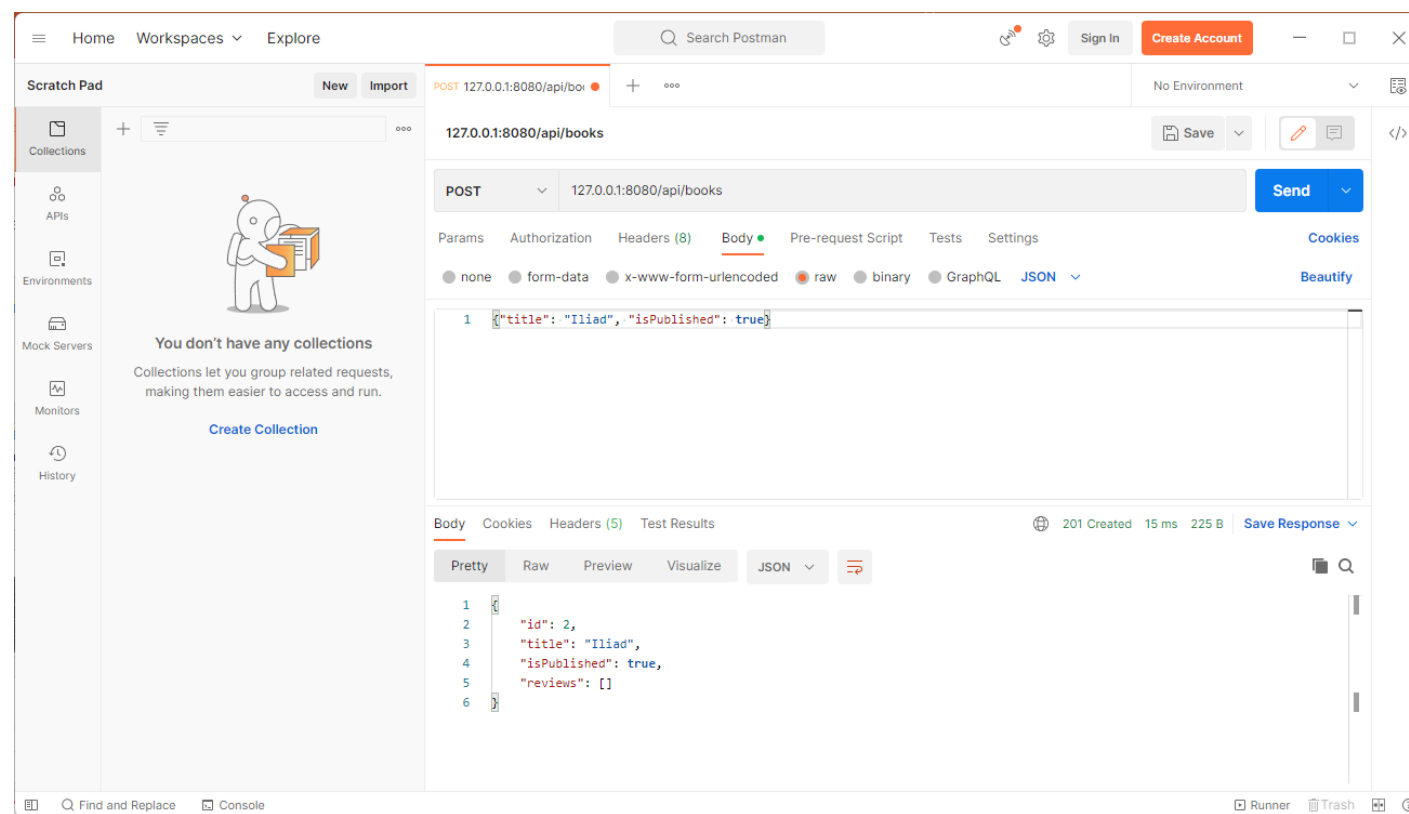 Home Workspaces Explore Search Postman Sign In Create Account
Scratch Pad New Import POST 127.0.0.1:8080/api/boo No Environment
Collections 127.0.0.1:8080/api/books Save </>
APIs POST 127.0.0.1:8080/api/books Send
Params Authorization Headers (8) Body Pre-request Script Tests Settings Cookies
Environments none form-data x-www-form-urlencoded raw binary GraphQL JSON Beautify
1 {"title": "Iliad", "isPublished": true}
Mock Servers You don't have any collections
Collections let you group related requests,
making them easier to access and run.
Monitors
Create Collection
History
Body Cookies Headers (5) Test Results 201 Created 15 ms 225 B Save Response
Pretty Raw Preview Visualize JSON
1 {
2 "id": 2,
3 "title": "Iliad",
4 "isPublished": true,
5 "reviews": []
6 }
Find and Replace Console Runner Trash